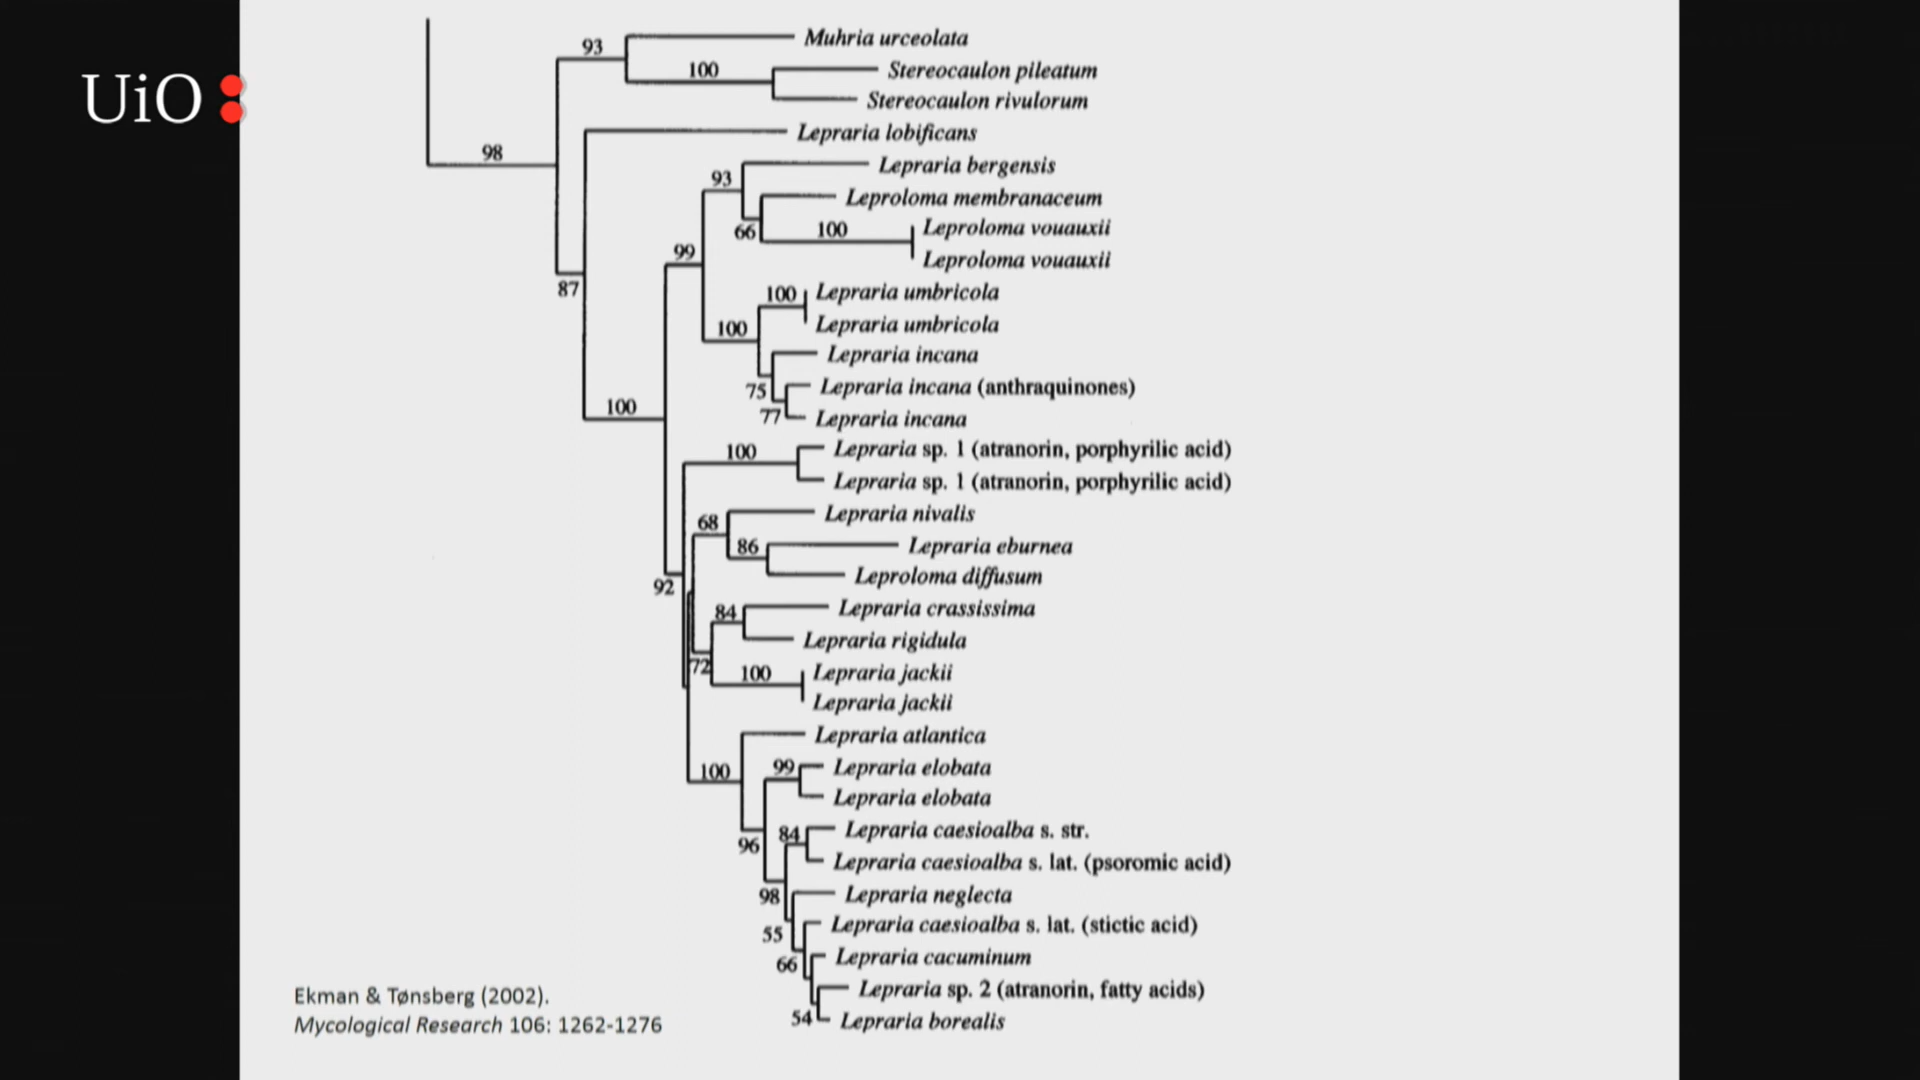 UiO
93
Muhria urceolata
100
Stereocaulon pileatum
Stereocaulon rivulorum
98
Lepraria lobificans
93
Lepraria bergensis
Leproloma membranaceum
66
100
Leproloma vouauxii
99
Leproloma vouauxii
87
100
Lepraria umbricola
100
Lepraria umbricola
Lepraria incana
75
Lepraria incana (anthraquinones)
100
77
Lepraria incana
100
Lepraria sp. 1 (atranorin, porphyrilic acid)
Lepraria sp. 1 (atranorin, porphyrilic acid)
68
Lepraria nivalis
86
Lepraria eburnea
92
Leproloma diffusum
84
Lepraria crassissima
Lepraria rigidula
72
100
Lepraria jackii
Lepraria jackii
Lepraria atlantica
100
99
Lepraria elobata
Lepraria elobata
96
84
Lepraria caesioalba s. str.
Lepraria caesioalba s. lat. (psoromic acid)
98
Lepraria neglecta
55
Lepraria caesioalba s. lat. (stictic acid)
66
Lepraria cacuminum
Lepraria sp. 2 (atranorin, fatty acids)
54
Lepraria borealis
Ekman & Tønsberg (2002).
Mycological Research 106: 1262-1276